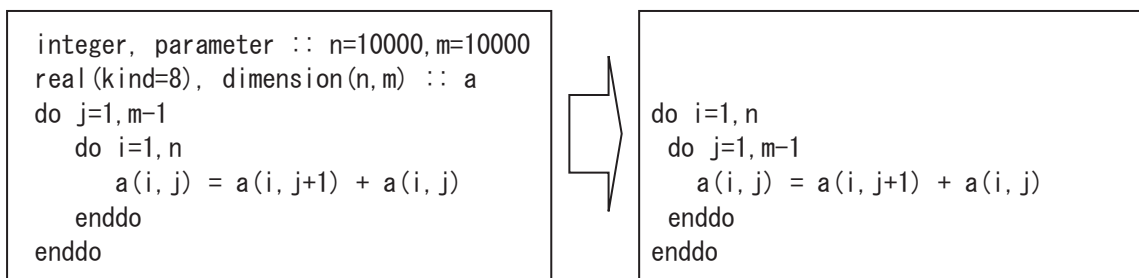 integer, parameter :: n=10000,m=10000
real(kind=8), dimension(n,m) :: a
do j=1,m-1
do i=1,n
a(i,j) = a(i,j+1) + a(i,j)
enddo
enddo
do i=1,n
do j=1,m-1
a(i,j) = a(i,j+1) + a(i,j)
enddo
enddo